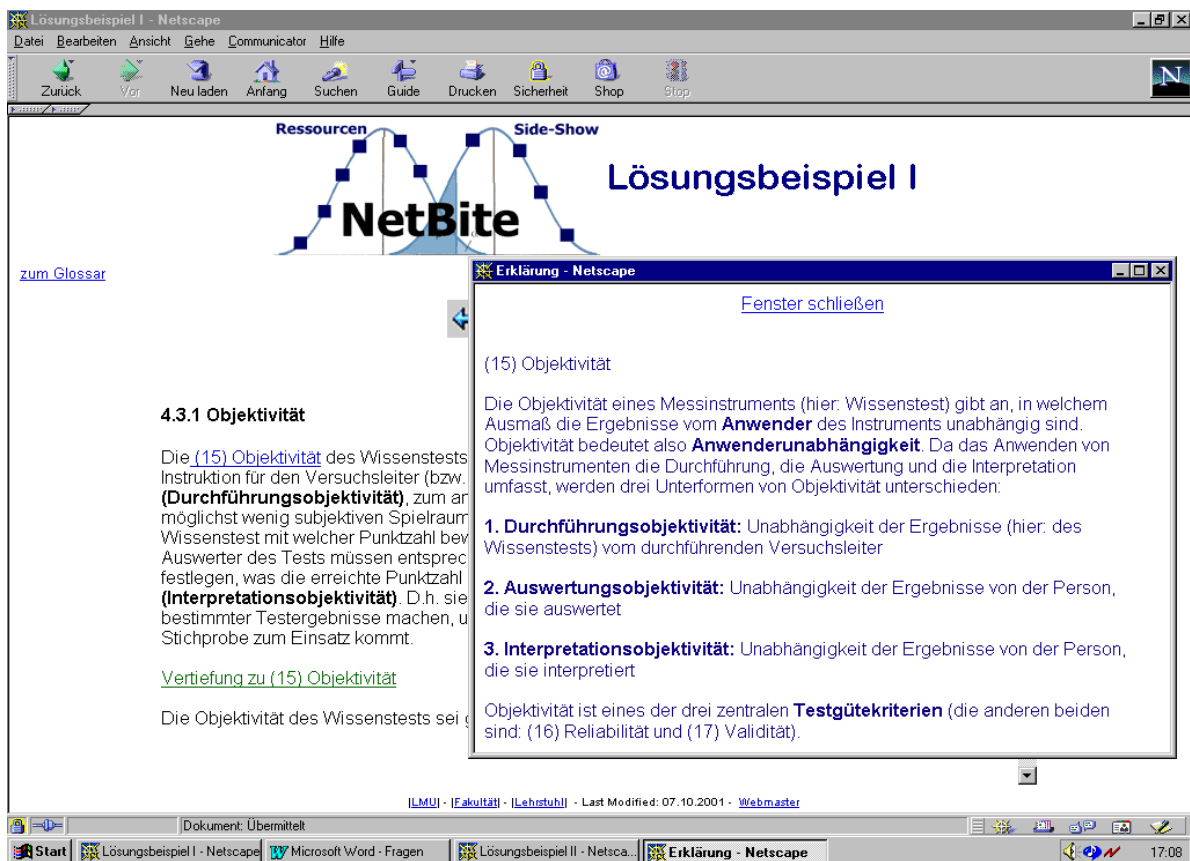 Lösungsbeispiel I - Netscape
Datei Bearbeiten Ansicht Gehe Communicator Hilfe
Zurück Vor Neu laden Anfang Suchen Guide Drucken Sicherheit Shop Stop
N
Ressourcen Side-Show
NetBite
Lösungsbeispiel I
zum Glossar
4.3.1 Objektivität
Die (15) Objektivität des Wissenstests
Instruktion für den Versuchsleiter (bzw.
(Durchführungsobjektivität), zum an
möglichst wenig subjektiven Spielraum
Wissenstest mit welcher Punktzahl bew
Auswerter des Tests müssen entsprec
festlegen, was die erreichte Punktzahl
(Interpretationsobjektivität). D.h. sie
bestimmter Testergebnisse machen, u
Stichprobe zum Einsatz kommt.
Vertiefung zu (15) Objektivität
Die Objektivität des Wissenstests sei g
Erklärung - Netscape
Fenster schließen
(15) Objektivität
Die Objektivität eines Messinstruments (hier: Wissenstest) gibt an, in welchem
Ausmaß die Ergebnisse vom Anwender des Instruments unabhängig sind.
Objektivität bedeutet also Anwenderunabhängigkeit. Da das Anwenden von
Messinstrumenten die Durchführung, die Auswertung und die Interpretation
umfasst, werden drei Unterformen von Objektivität unterschieden:
1. Durchführungsobjektivität: Unabhängigkeit der Ergebnisse (hier: des
Wissenstests) vom durchführenden Versuchsleiter
2. Auswertungsobjektivität: Unabhängigkeit der Ergebnisse von der Person,
die sie auswertet
3. Interpretationsobjektivität: Unabhängigkeit der Ergebnisse von der Person,
die sie interpretiert
Objektivität ist eines der drei zentralen Testgütekriterien (die anderen beiden
sind: (16) Reliabilität und (17) Validität).
|LMU| - |Fakultät| - |Lehrstuhl| - Last Modified: 07.10.2001 - Webmaster
Dokument: Übermittelt
Start Lösungsbeispiel I - Netscape Microsoft Word - Fragen Lösungsbeispiel II - Netsca... Erklärung - Netscape 17:08